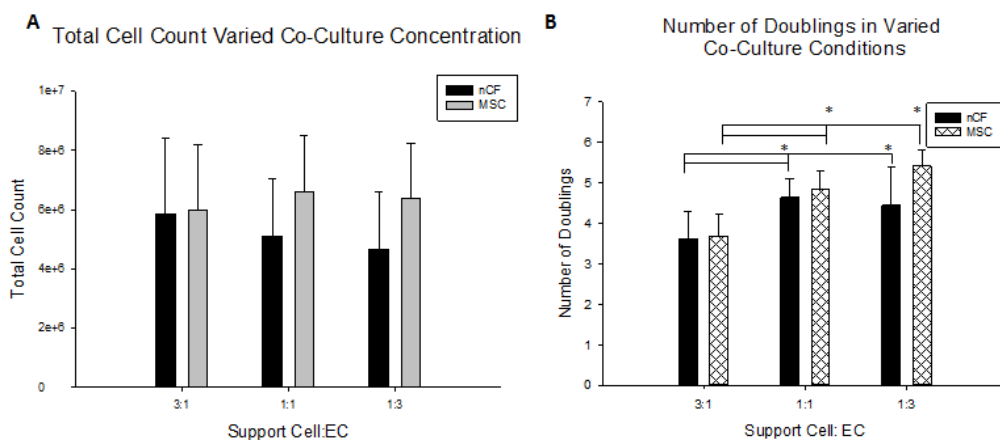 A
Total Cell Count Varied Co-Culture Concentration
nCF
MSC
1e+7
8e+6
6e+6
4e+6
2e+6
0
Total Cell Count
3:1
1:1
1:3
Support Cell:EC
B
Number of Doublings in Varied
Co-Culture Conditions
nCF
MSC
7
6
5
4
3
2
1
0
Number of Doublings
*
*
*
*
3:1
1:1
1:3
Support Cell: EC